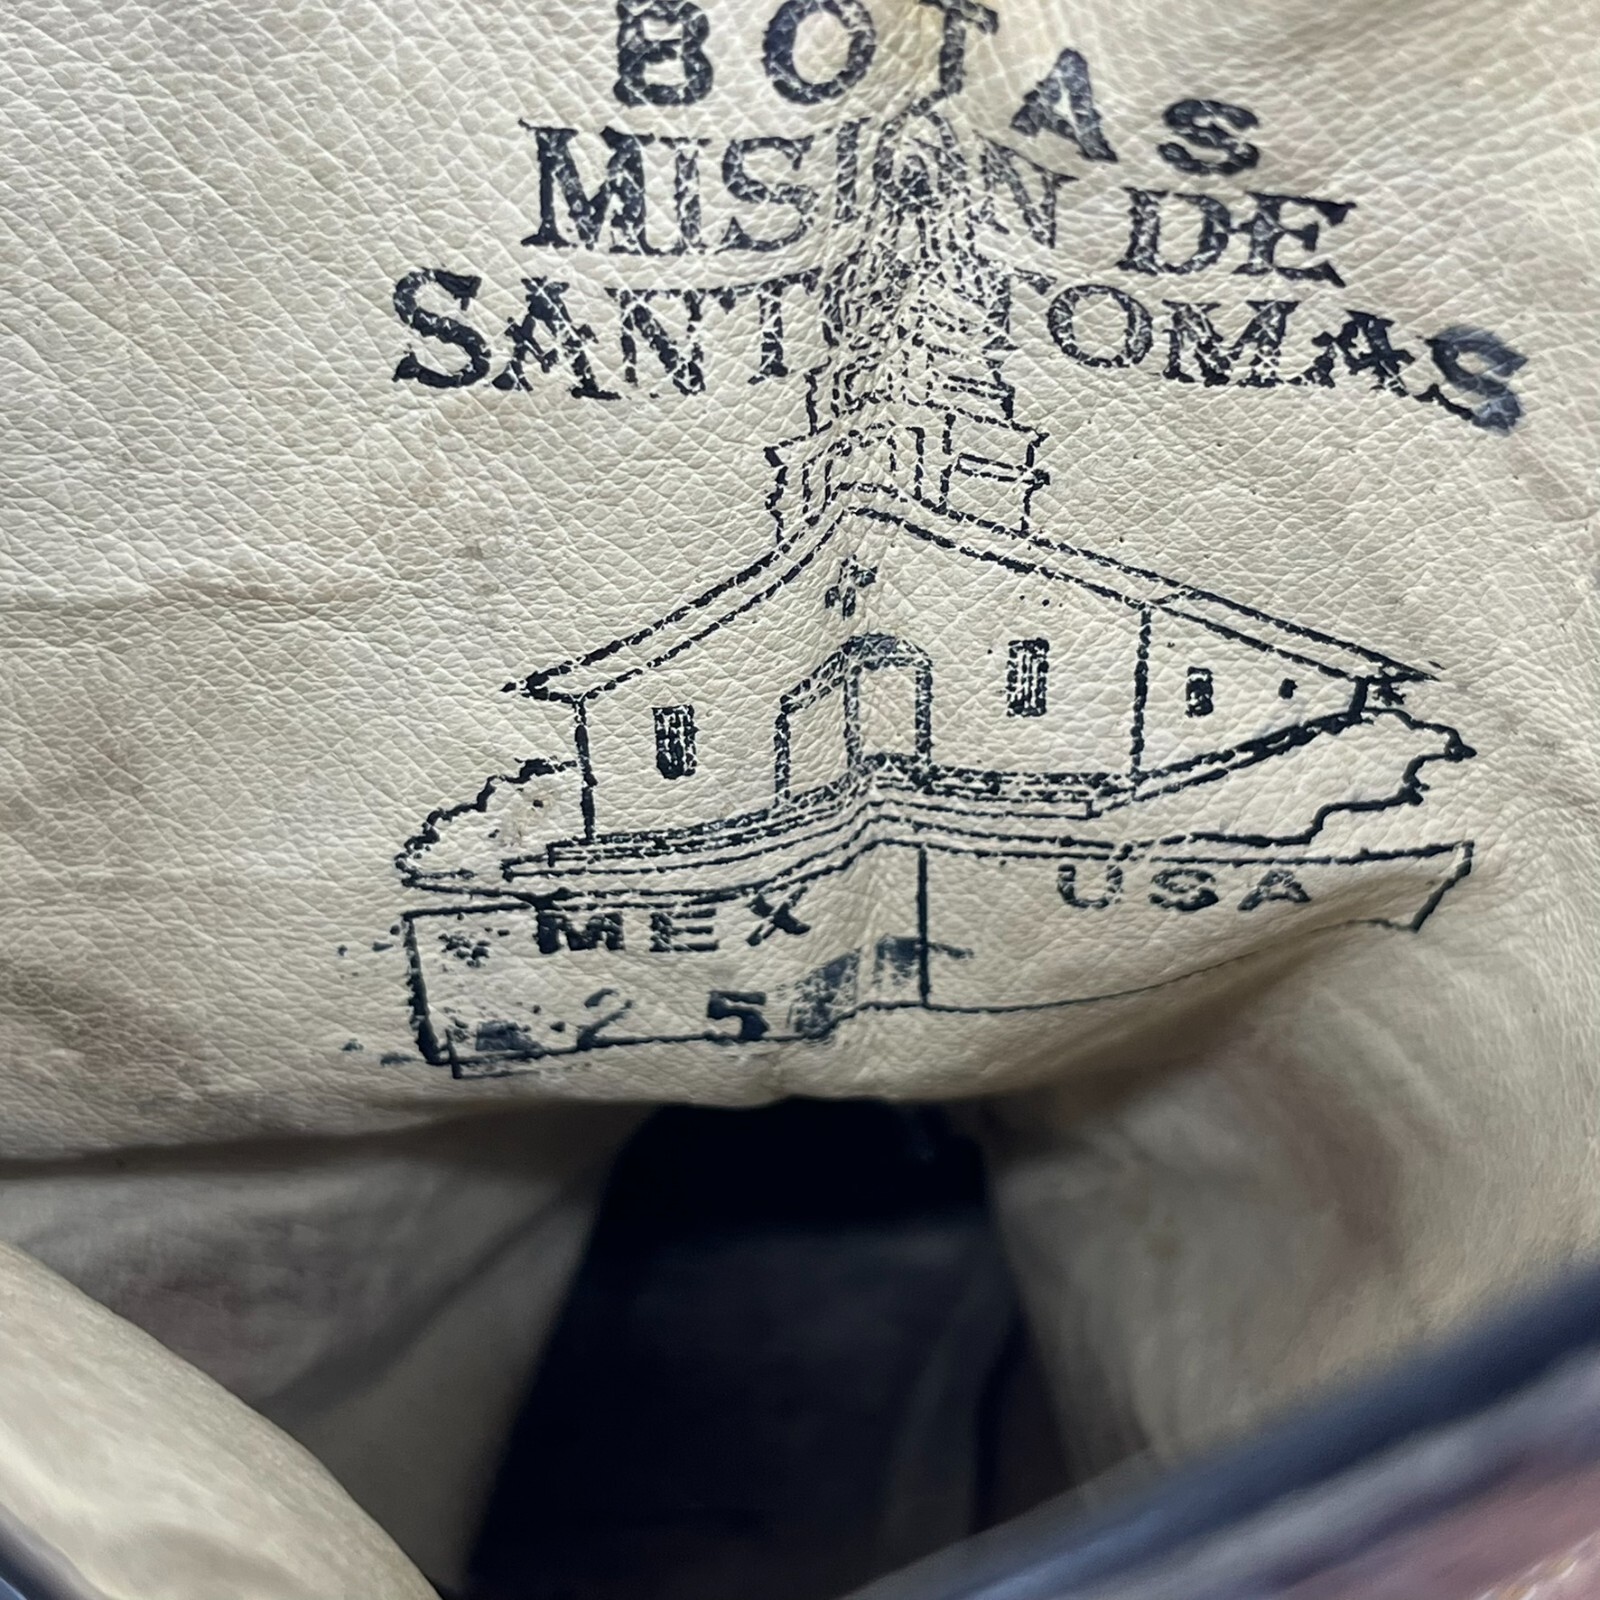 BOTAS
MISION DE
SANTO TOMAS
MEX USA
25